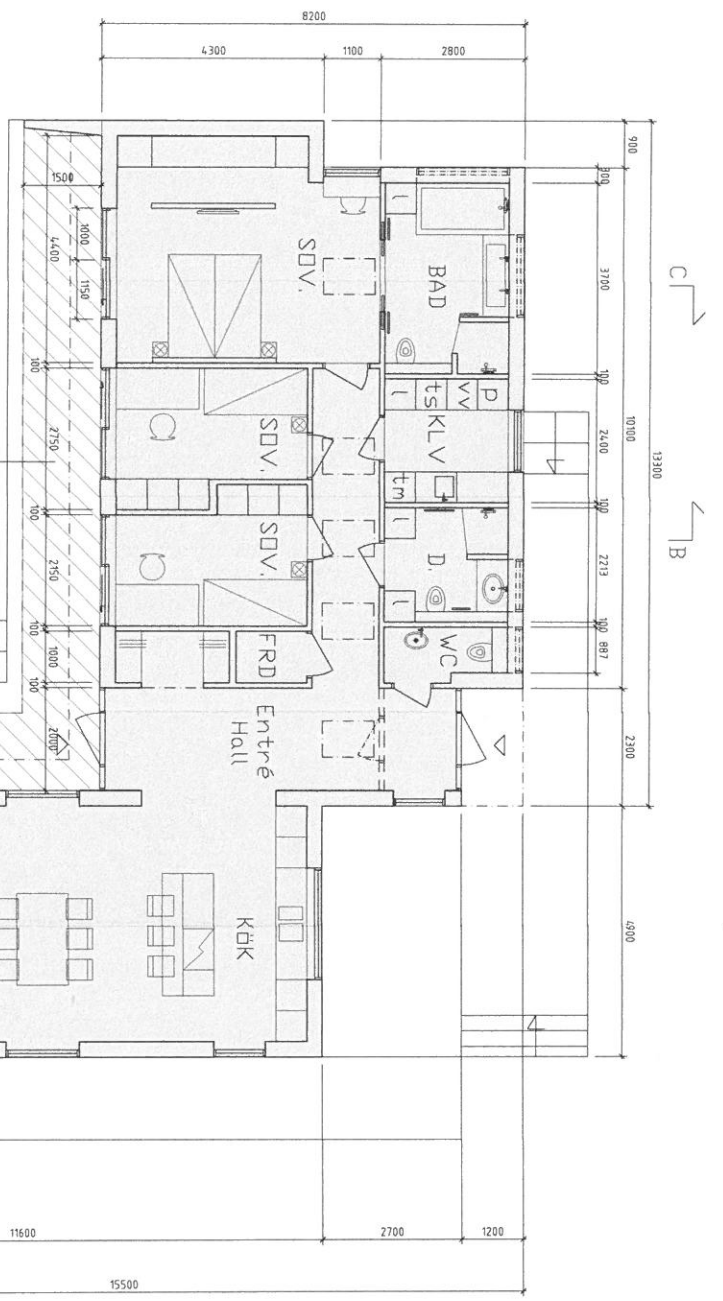 8200
4300
1100
2800
900
300
3700
100
2400
100
2213
100
887
10100
13300
2300
4900
C
B
1500
1000
4400
1150
100
2750
100
100
2150
100
1000
100
2000
SOV.
BAD
L
SOV.
ts
KLV
L
VV
P
tm
SOV.
D.
L
L
FRD
WC
Entré
Hall
KÖK
11600
2700
1200
15500